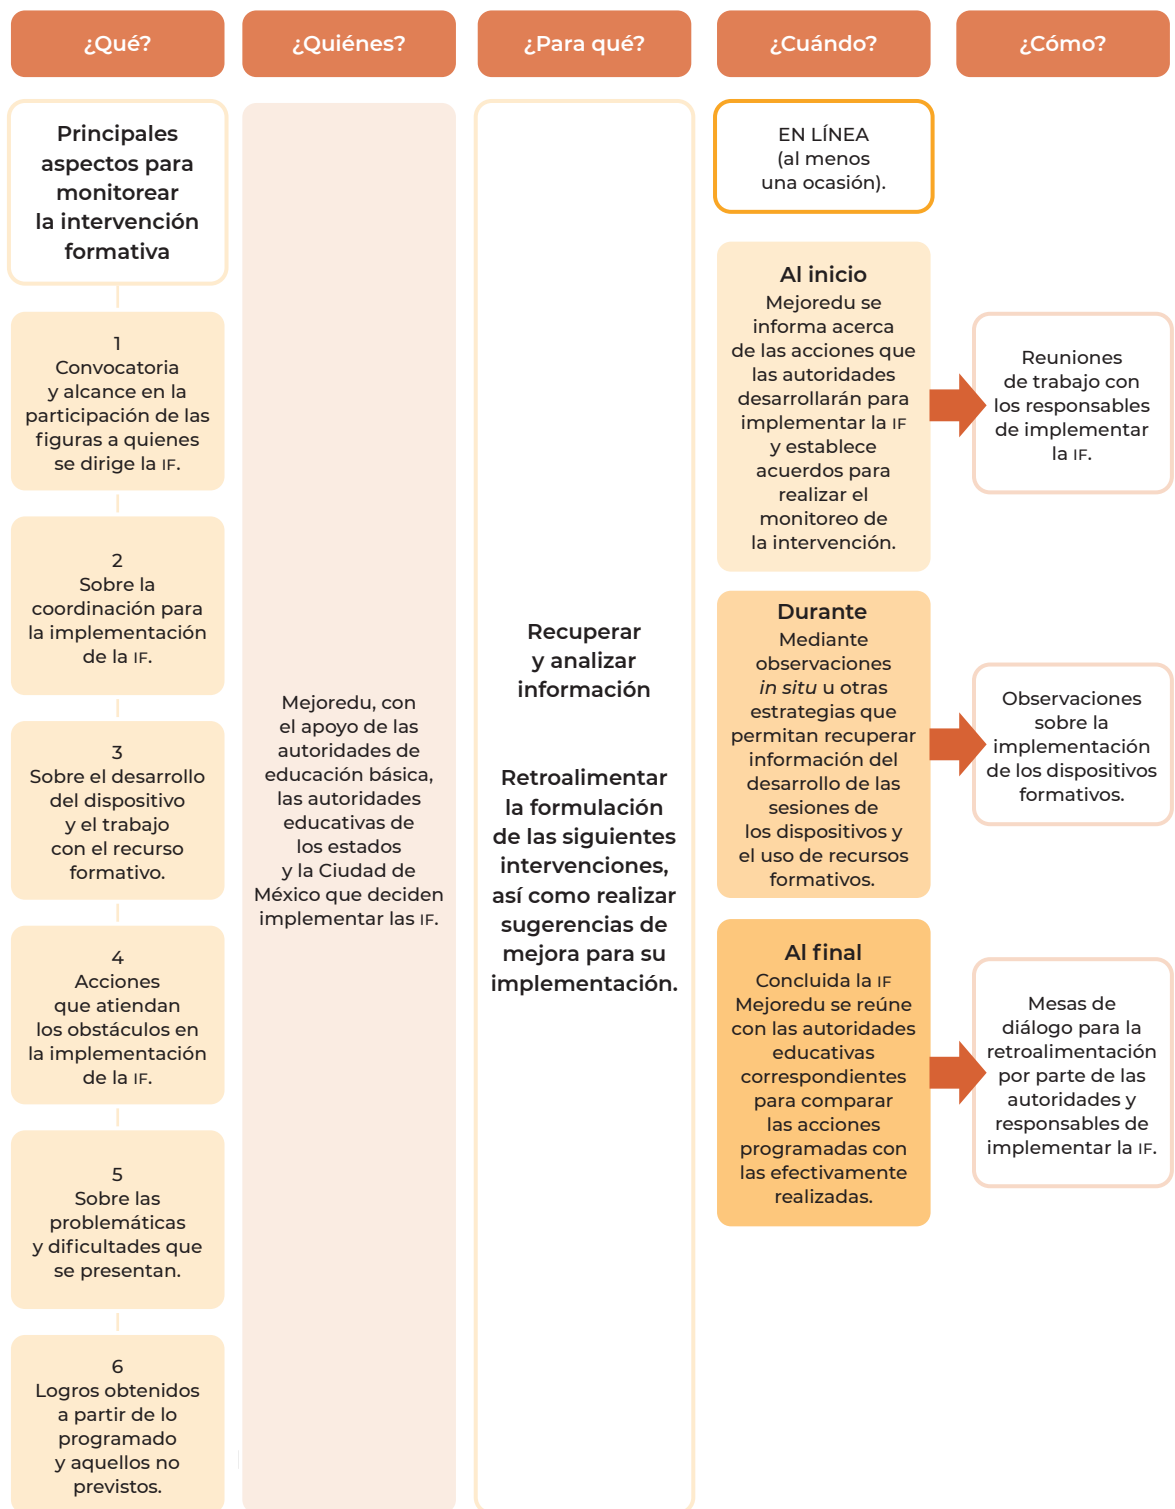 ¿Qué?
¿Quiénes?
¿Para qué?
¿Cuándo?
¿Cómo?
Principales
aspectos para
monitorear
la intervención
formativa
1
Convocatoria
y alcance en la
participación de las
figuras a quienes
se dirige la IF.
2
Sobre la
coordinación para
la implementación
de la IF.
3
Sobre el desarrollo
del dispositivo
y el trabajo
con el recurso
formativo.
4
Acciones
que atiendan
los obstáculos en
la implementación
de la IF.
5
Sobre las
problemáticas
y dificultades que
se presentan.
6
Logros obtenidos
a partir de lo
programado
y aquellos no
previstos.
Mejoredu, con
el apoyo de las
autoridades de
educación básica,
las autoridades
educativas de
los estados
y la Ciudad de
México que deciden
implementar las IF.
Recuperar
y analizar
información
Retroalimentar
la formulación
de las siguientes
intervenciones,
así como realizar
sugerencias de
mejora para su
implementación.
EN LÍNEA
(al menos
una ocasión).
Al inicio
Mejoredu se
informa acerca
de las acciones que
las autoridades
desarrollarán para
implementar la IF
y establece
acuerdos para
realizar el
monitoreo de
la intervención.
Durante
Mediante
observaciones
in situ u otras
estrategias que
permitan recuperar
información del
desarrollo de las
sesiones de
los dispositivos y
el uso de recursos
formativos.
Al final
Concluida la IF
Mejoredu se reúne
con las autoridades
educativas
correspondientes
para comparar
las acciones
programadas con
las efectivamente
realizadas.
Reuniones
de trabajo con
los responsables
de implementar
la IF.
Observaciones
sobre la
implementación
de los dispositivos
formativos.
Mesas de
diálogo para la
retroalimentación
por parte de las
autoridades y
responsables de
implementar la IF.